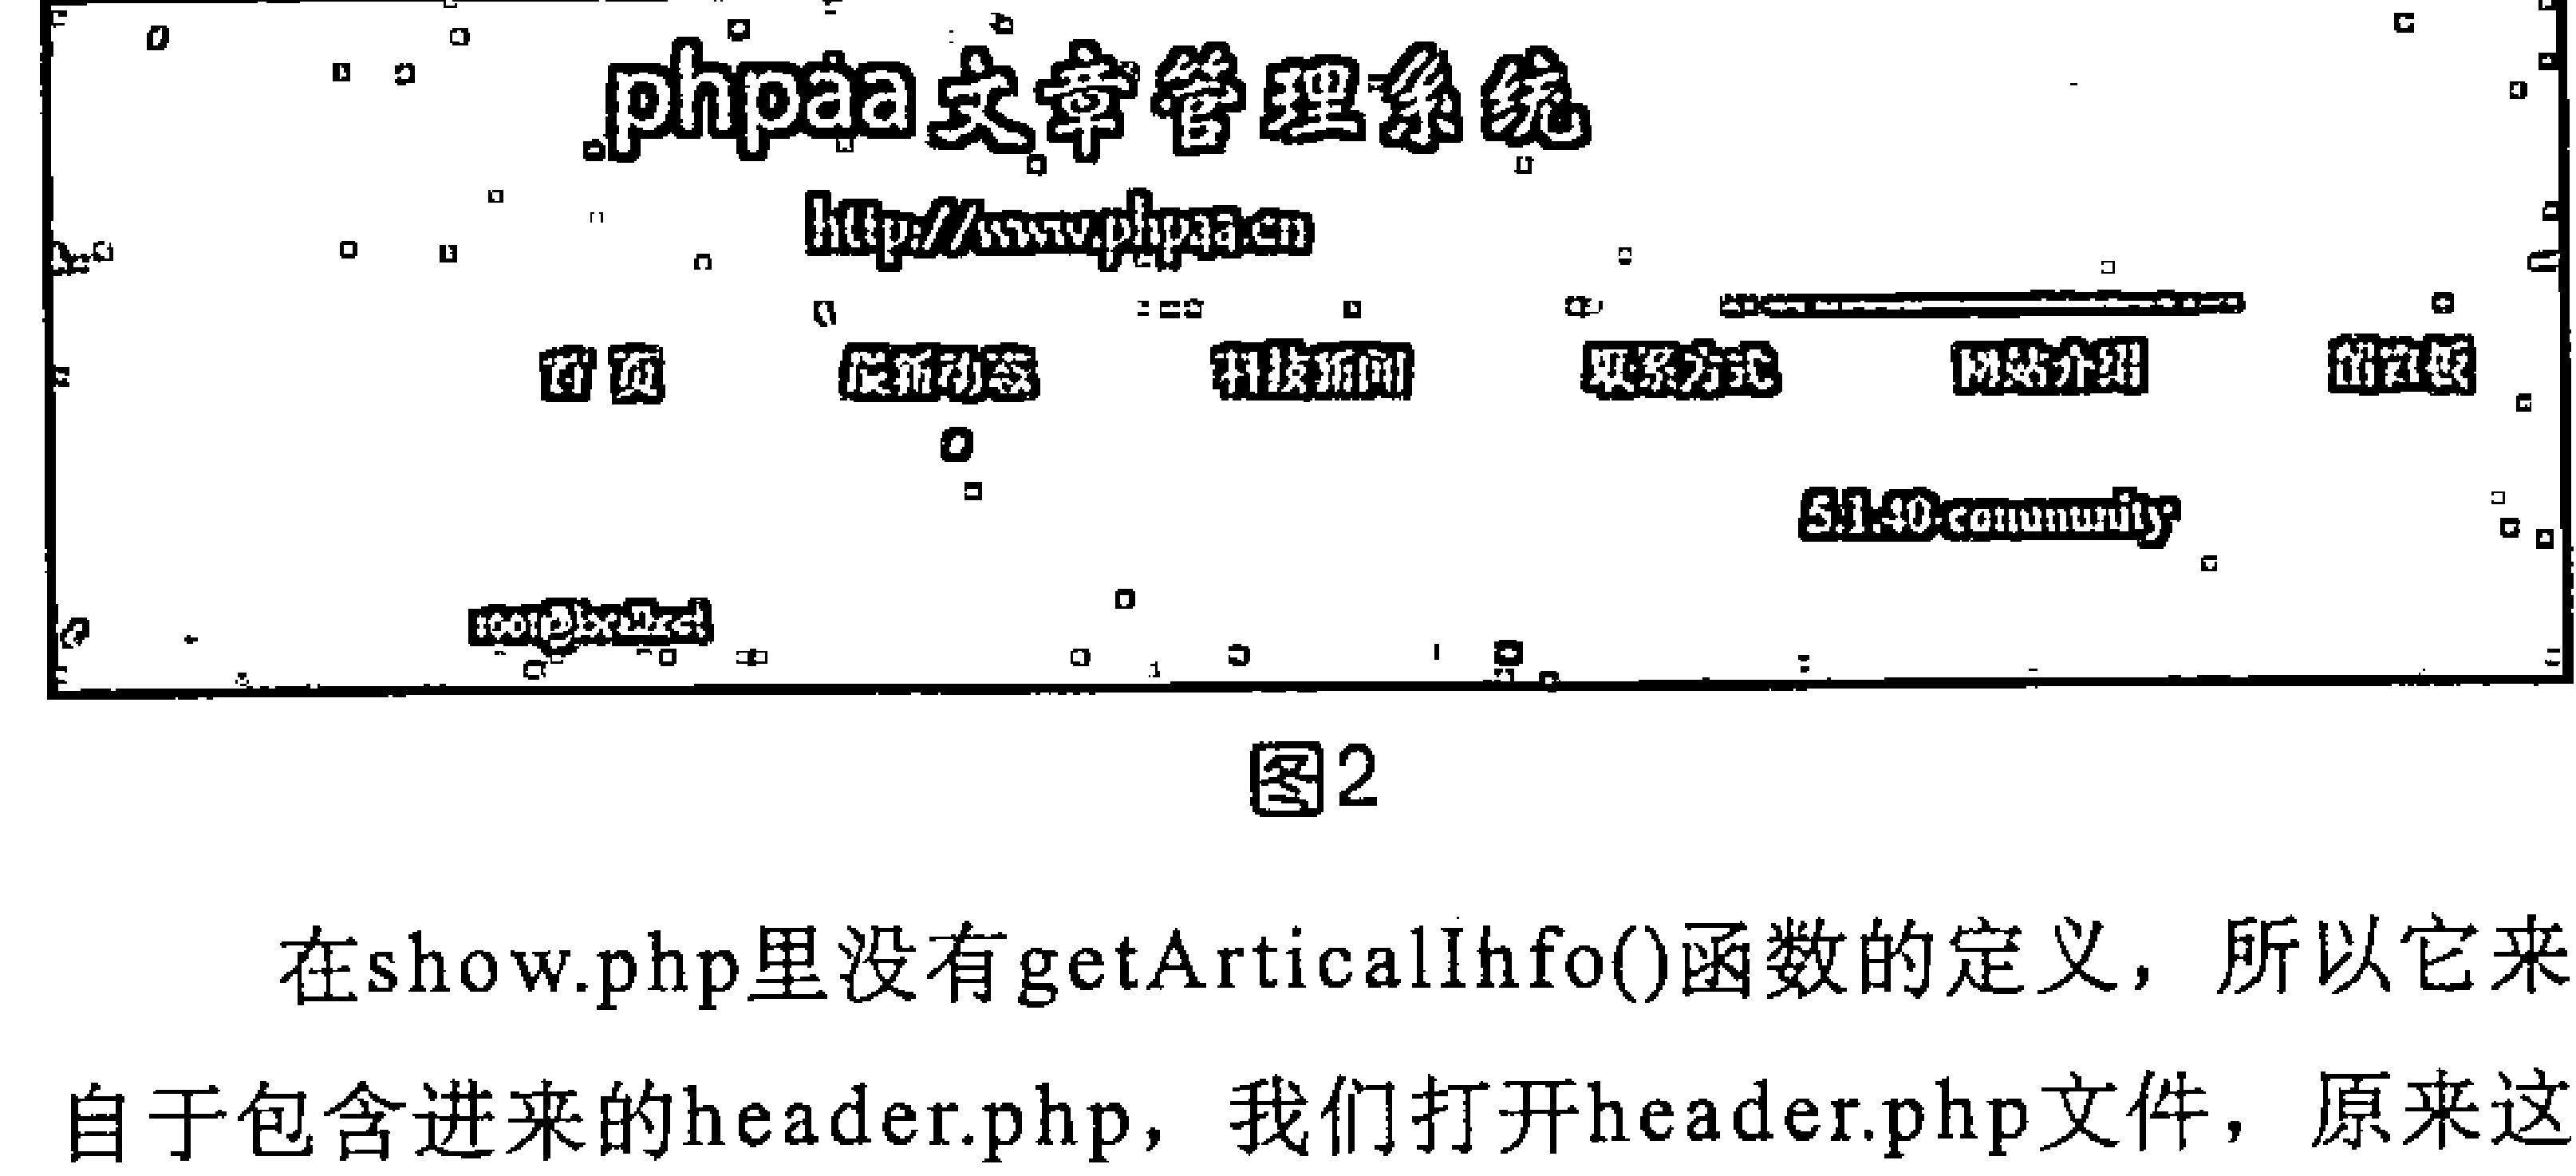 phpaa文章管理系统
http://www.phpaa.cn
首 页 最新动态 科技新闻 联系方式 网站介绍 留言板
5.1.40-community
图2
在show.php里没有getArticalIhfo()函数的定义，所以它来
自于包含进来的header.php，我们打开header.php文件，原来这